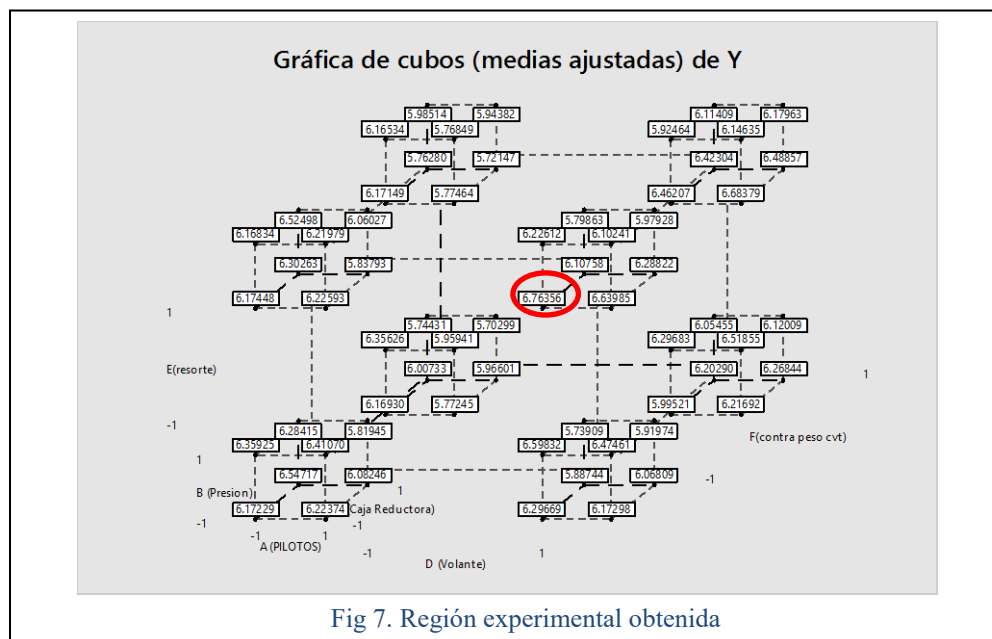 Gráfica de cubos (medias ajustadas) de Y
5.98514 5.94382 6.11409 6.17963
6.16534 5.76849 5.92464 6.14635
5.76280 5.72147 6.42304 6.48857
6.17149 5.77464 6.46207 6.68379
6.52498 6.06027 5.79863 5.97928
6.16834 6.21979 6.22612 6.10241
6.30263 5.83793 6.10758 6.28822
6.17448 6.22593 6.76356 6.63985
1
5.74431 5.70299 6.05455 6.12009
6.35626 5.95941 6.29683 6.51855
E(resorte) 6.00733 5.96601 6.20290 6.26844 1
6.16930 5.77245 5.99521 6.21692
-1 6.28415 5.81945 5.73909 5.91974 F(contra peso cvt)
6.35925 6.41070 6.59832 6.47461
1
6.54717 6.08246 5.88744 6.06809 -1
B (Presion) 1
6.17229 6.22374 Caja Reductora) 6.29669 6.17298
-1 -1
-1 1
A (PILOTOS) -1 1
D (Volante)
Fig 7. Región experimental obtenida